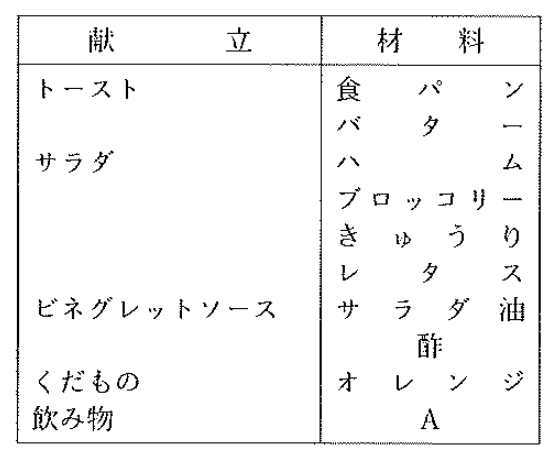 献立 材料
トースト 食パン
バター
サラダ ハム
ブロッコリー
きゅうり
レタス
ビネグレットソース サラダ油
酢
くだもの オレンジ
飲み物 A